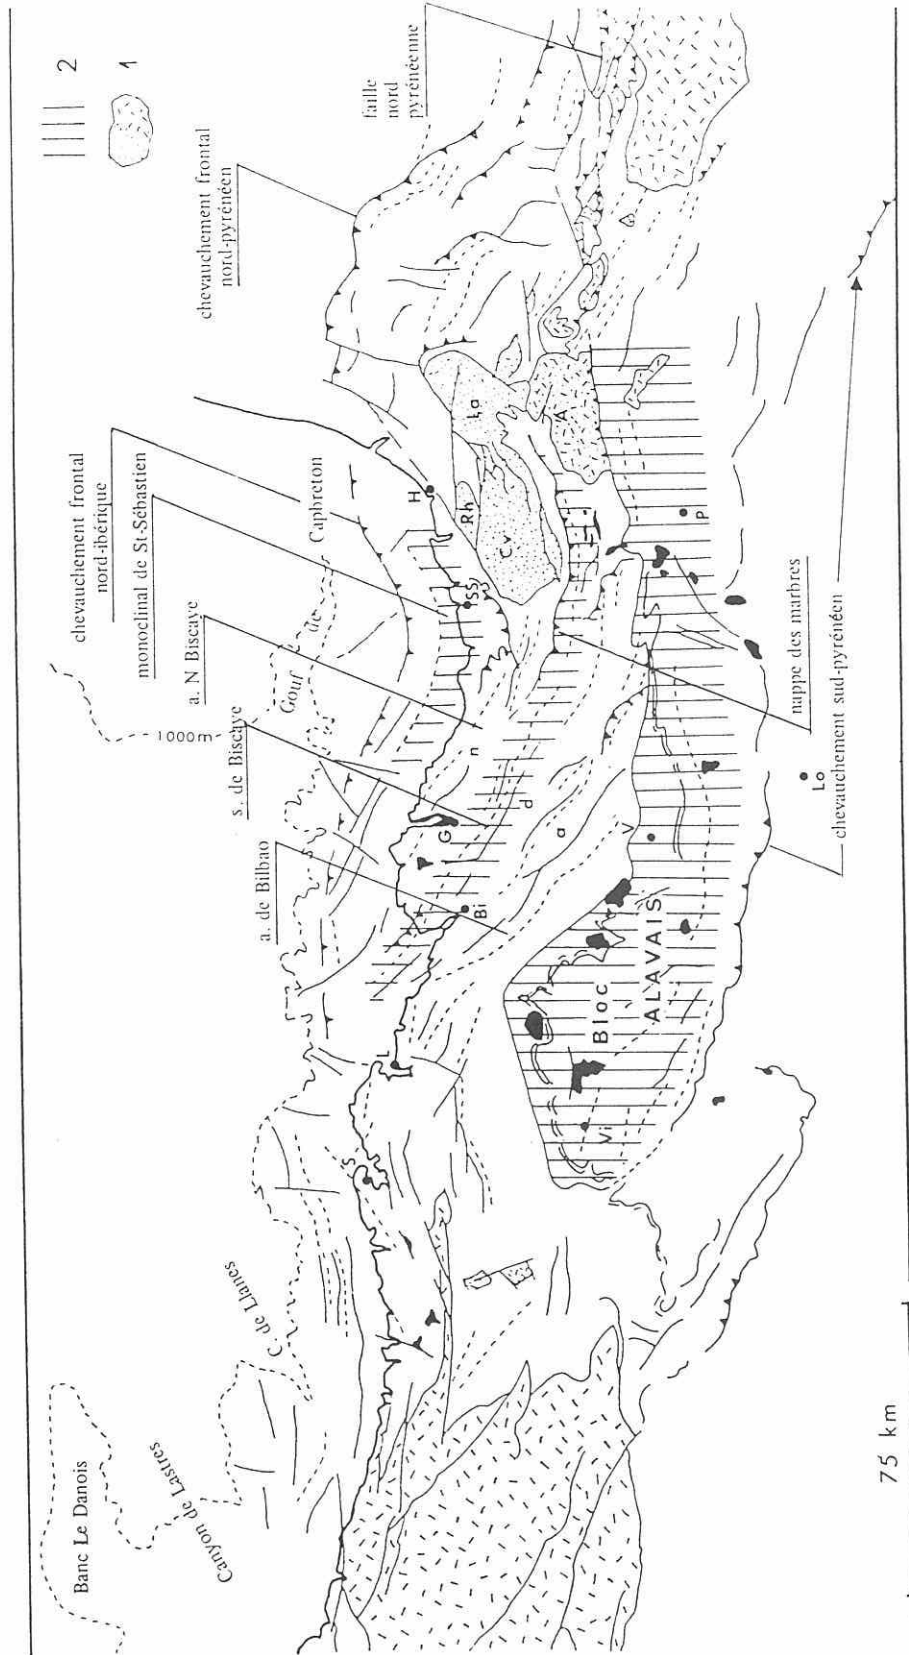 Banc Le Danois
Canyon de Lastres
C. de Llanes
a. de Bilbao
s. de Biscaye
a. N Biscaye
monoclinal de St-Sébastien
chevauchement frontal
nord-ibérique
1000m
Gouf de Capbreton
chevauchement frontal
nord-pyrénéen
faille
nord
pyrénéenne
2
1
S
L
Bi
G
n
d
a
SS
H
Rh
Cv
La
A
V
P
Vi
Bloc
ALAVAIS
Lo
nappe des marbres
chevauchement sud-pyrénéen
75 km